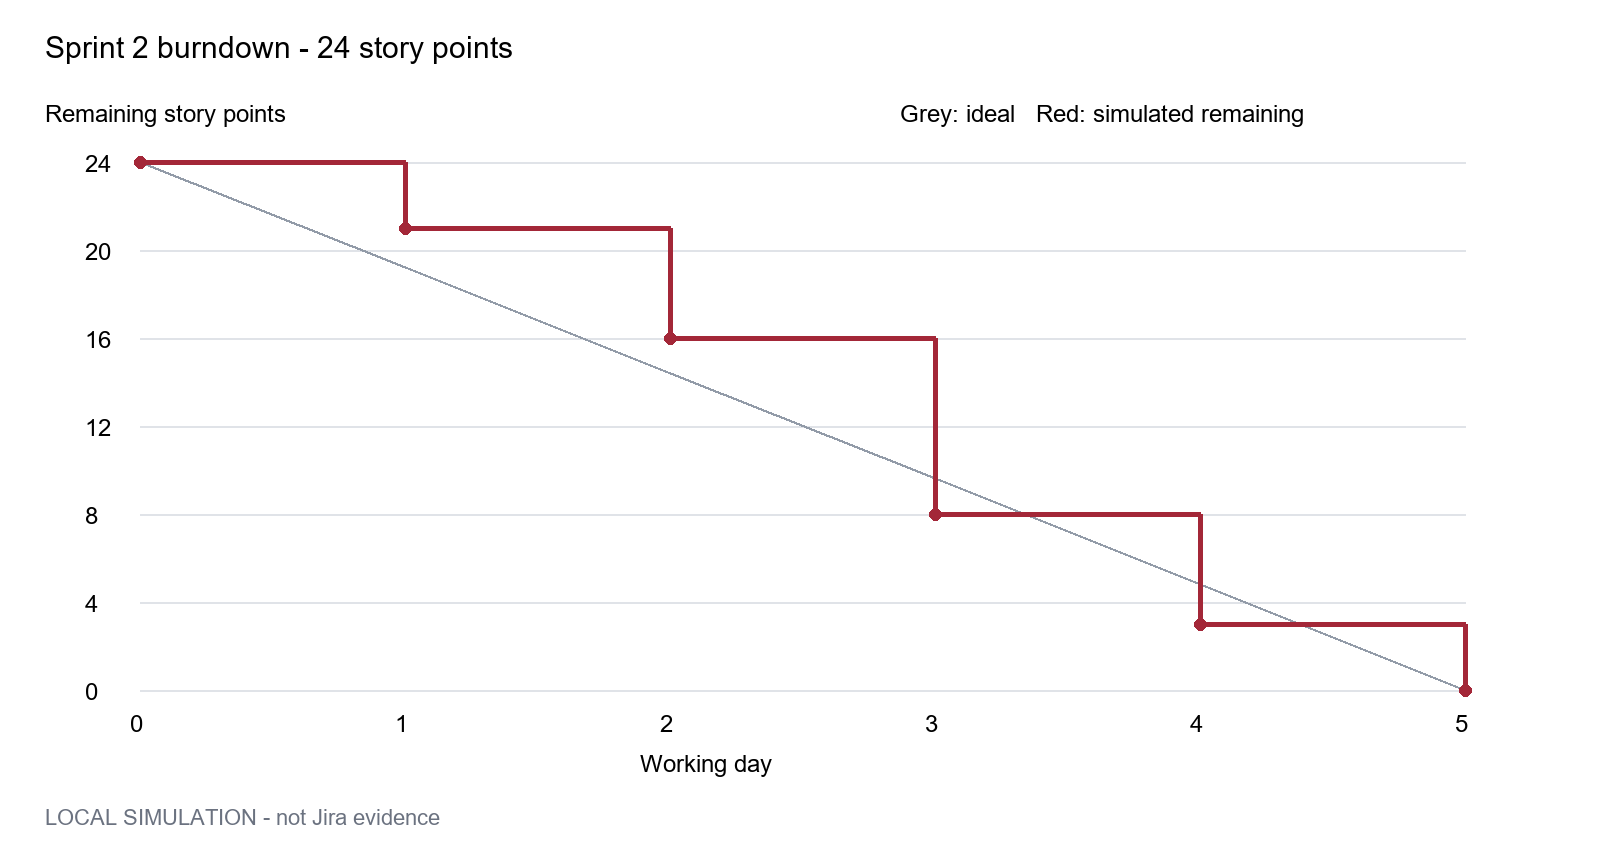 Sprint 2 burndown - 24 story points
Remaining story points
Grey: ideal   Red: simulated remaining
24
20
16
12
8
4
0
0 1 2 3 4 5
Working day
LOCAL SIMULATION - not Jira evidence